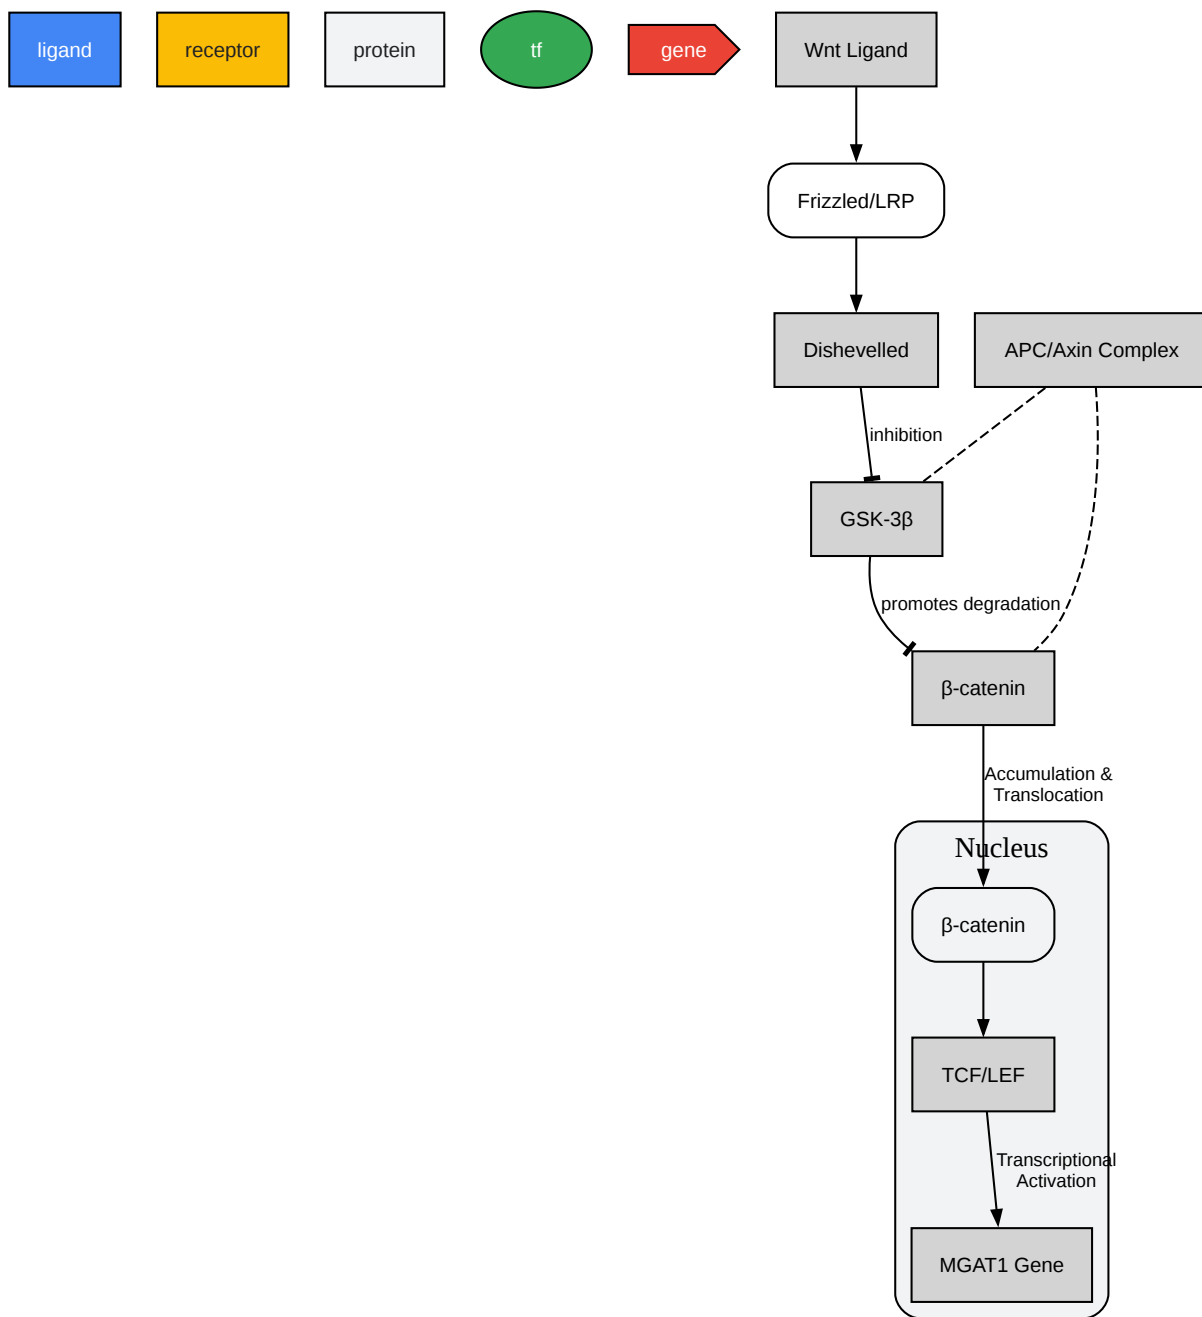 ligand
receptor
protein
tf
gene
Wnt Ligand
Frizzled/LRP
Dishevelled
APC/Axin Complex
inhibition
GSK-3β
promotes degradation
β-catenin
Accumulation &
Translocation
Nucleus
β-catenin
TCF/LEF
Transcriptional
Activation
MGAT1 Gene